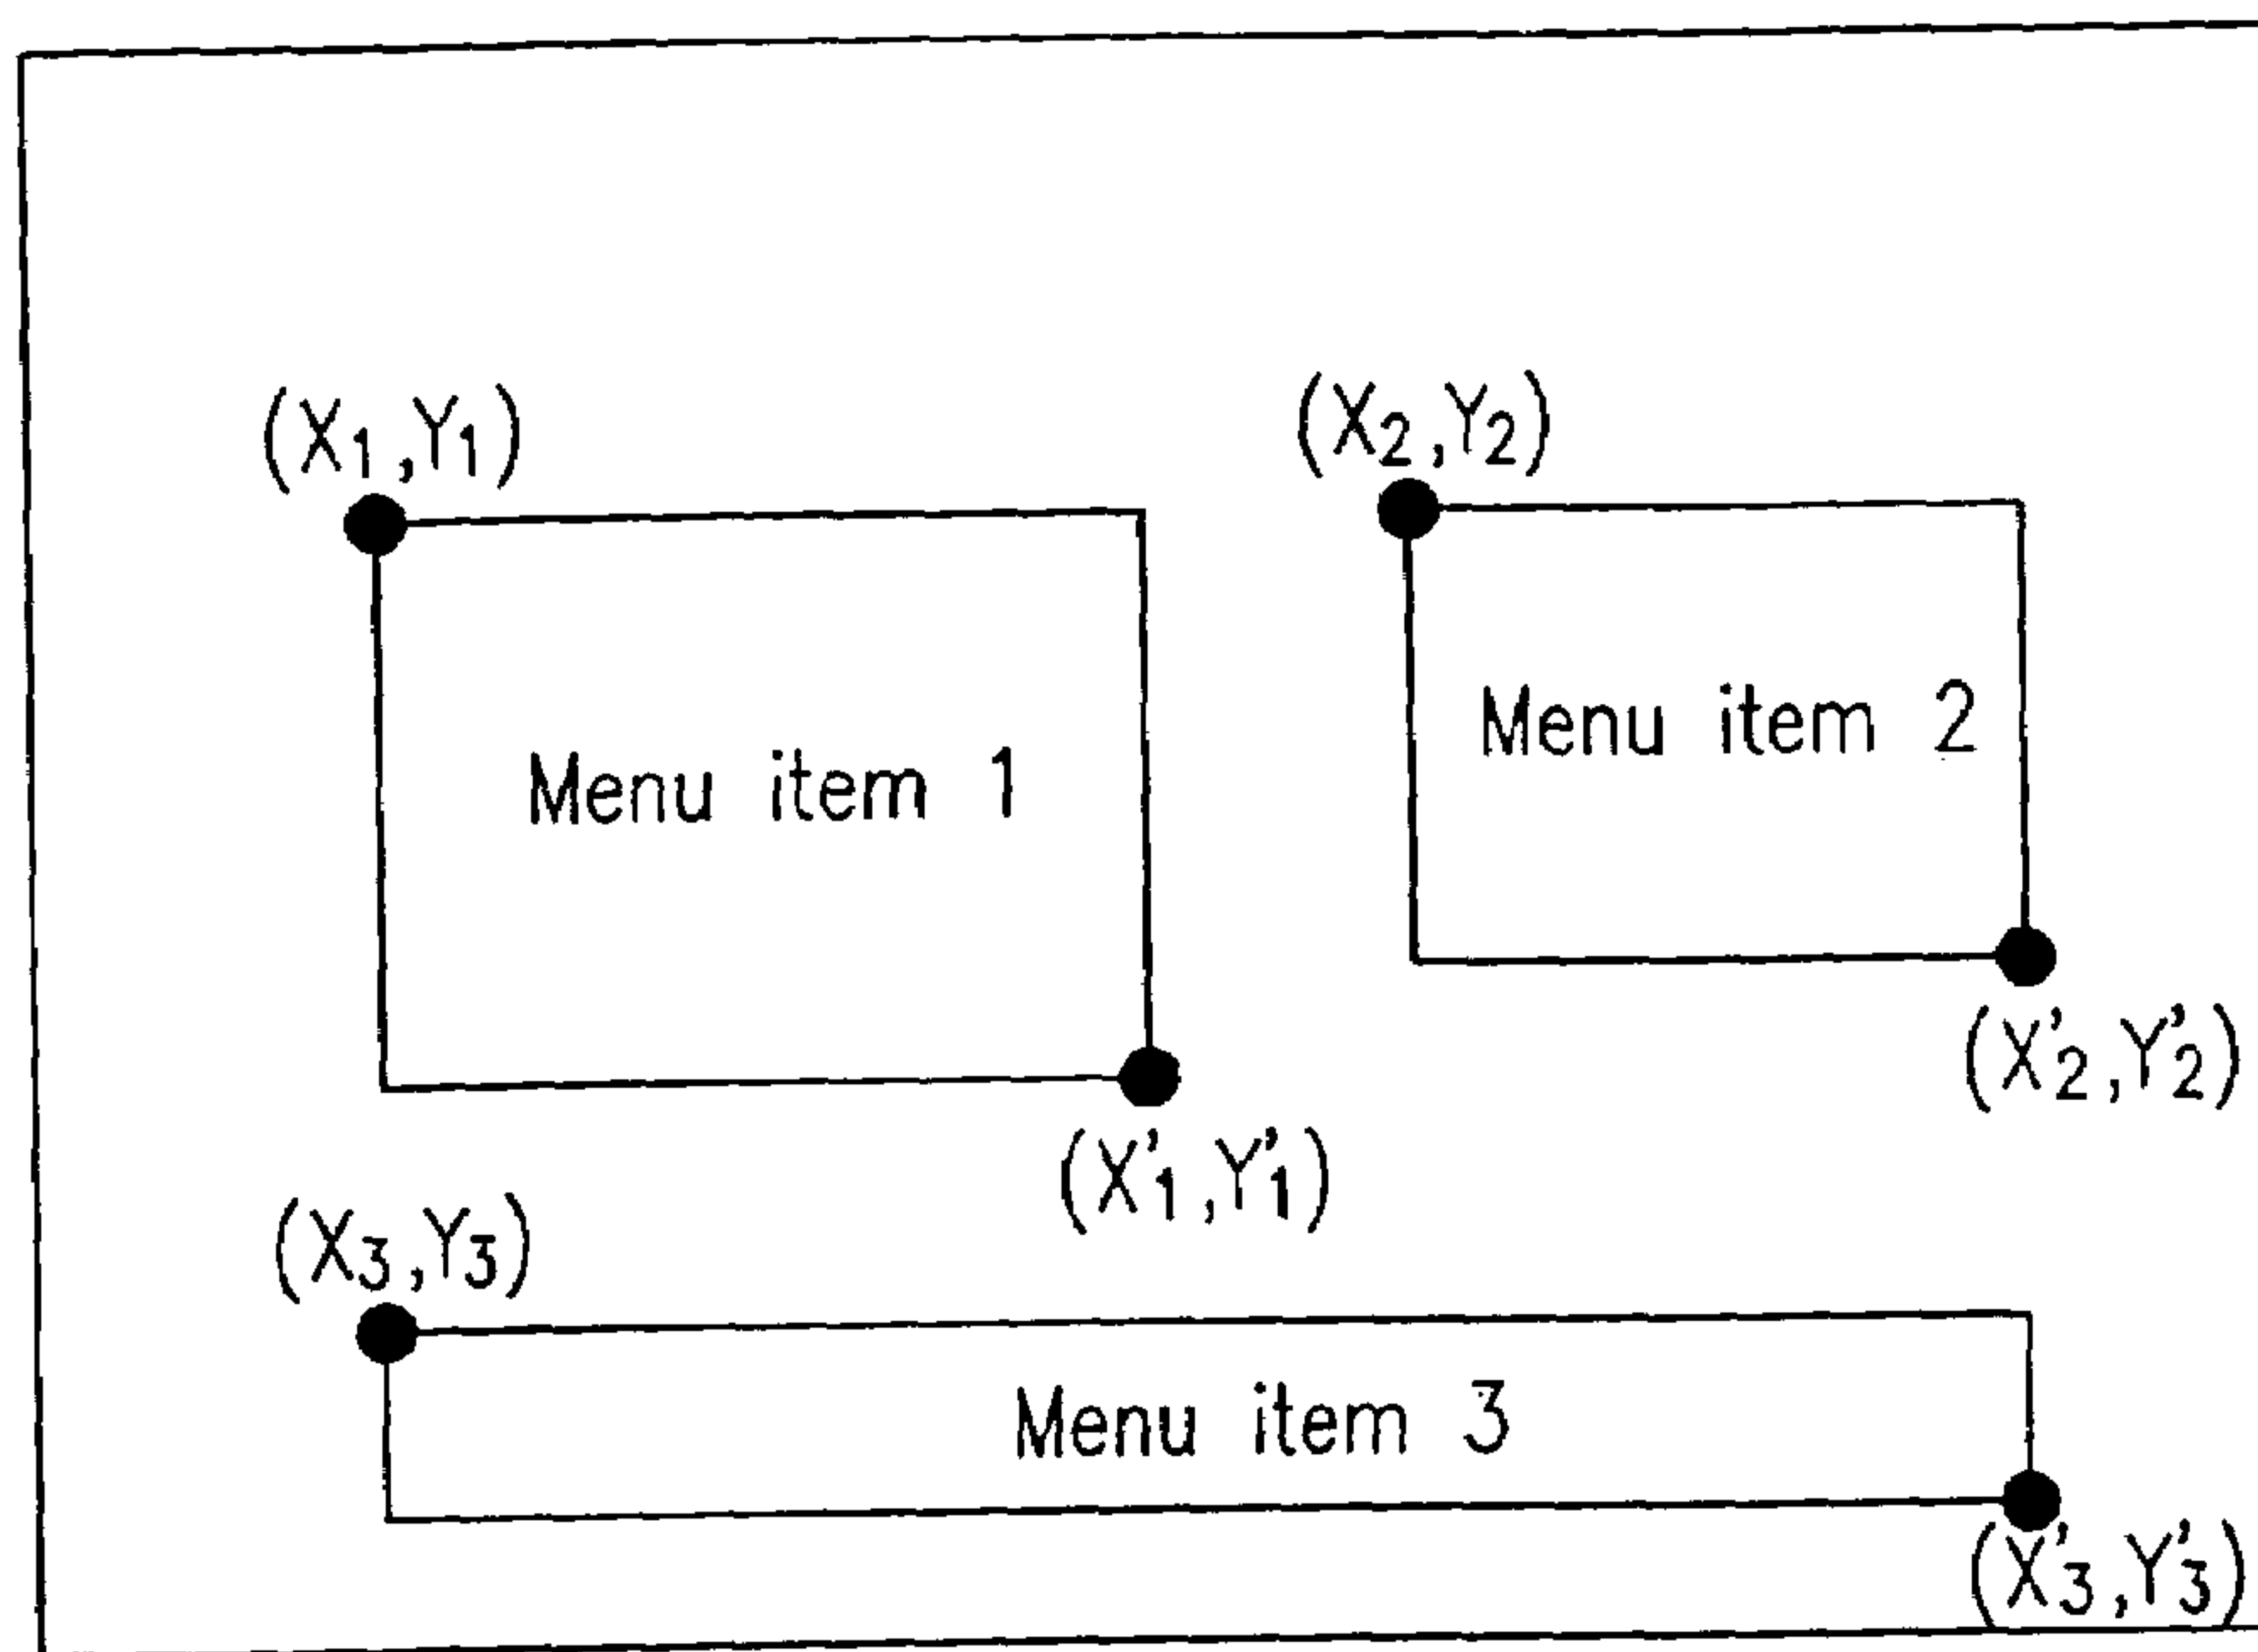 (X₁,Y₁)
(X₂,Y₂)
Menu item 1
Menu item 2
(X'₁,Y'₁)
(X'₂,Y'₂)
(X₃,Y₃)
Menu item 3
(X'₃,Y'₃)